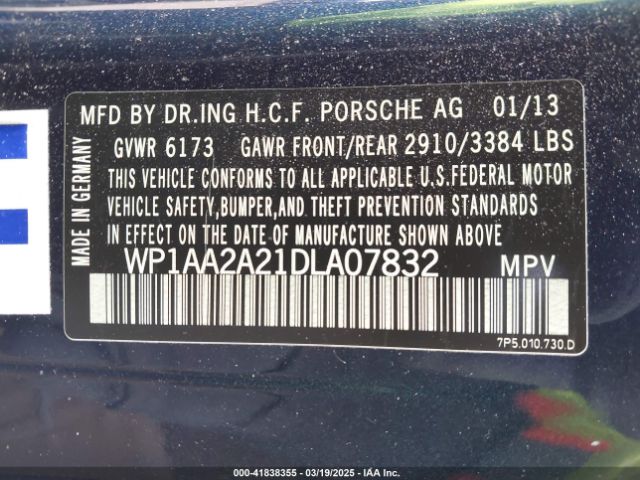 MFD BY DR.ING H.C.F. PORSCHE AG 01/13
GVWR 6173 GAWR FRONT/REAR 2910/3384 LBS
THIS VEHICLE CONFORMS TO ALL APPLICABLE U.S.FEDERAL MOTOR
VEHICLE SAFETY,BUMPER,AND THEFT PREVENTION STANDARDS
IN EFFECT ON THE DATE OF MANUFACTURE SHOWN ABOVE.
WP1AA2A21DLA07832 MPV
7P5.010.730.D
MADE IN GERMANY
000-41838355 - 03/19/2025 - IAA Inc.